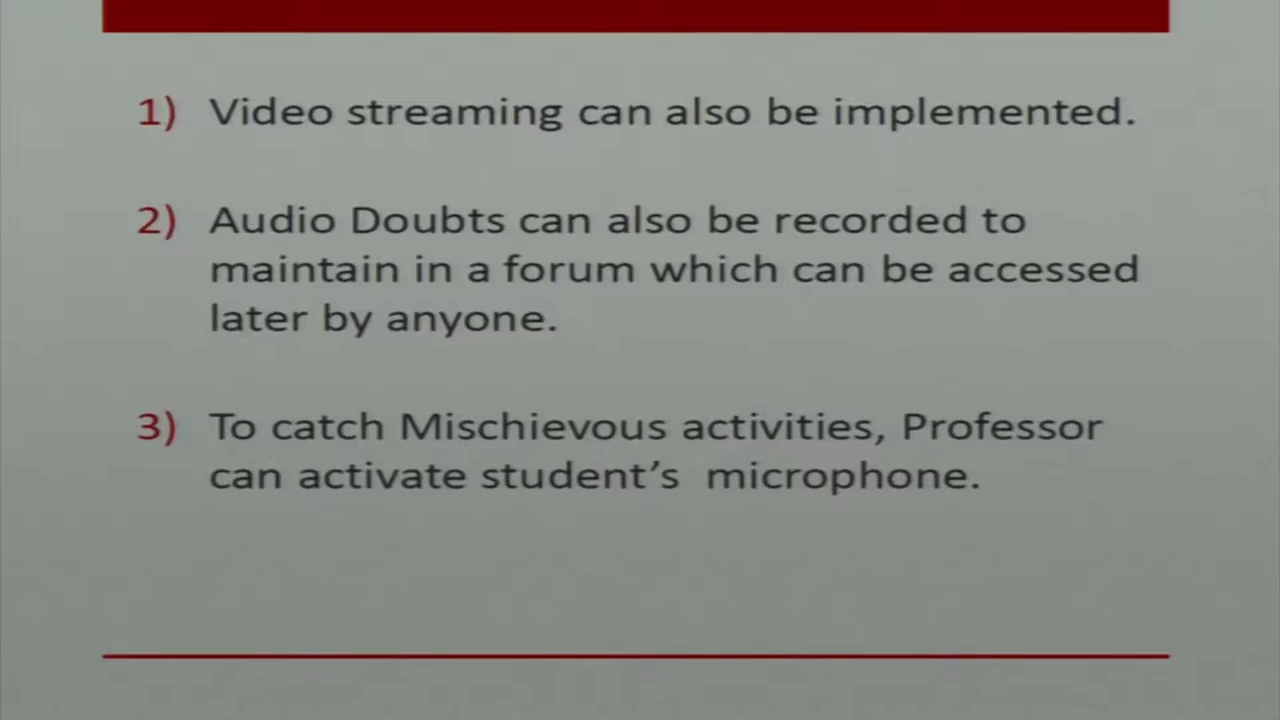 1) Video streaming can also be implemented.
2) Audio Doubts can also be recorded to
maintain in a forum which can be accessed
later by anyone.
3) To catch Mischievous activities, Professor
can activate student’s microphone.